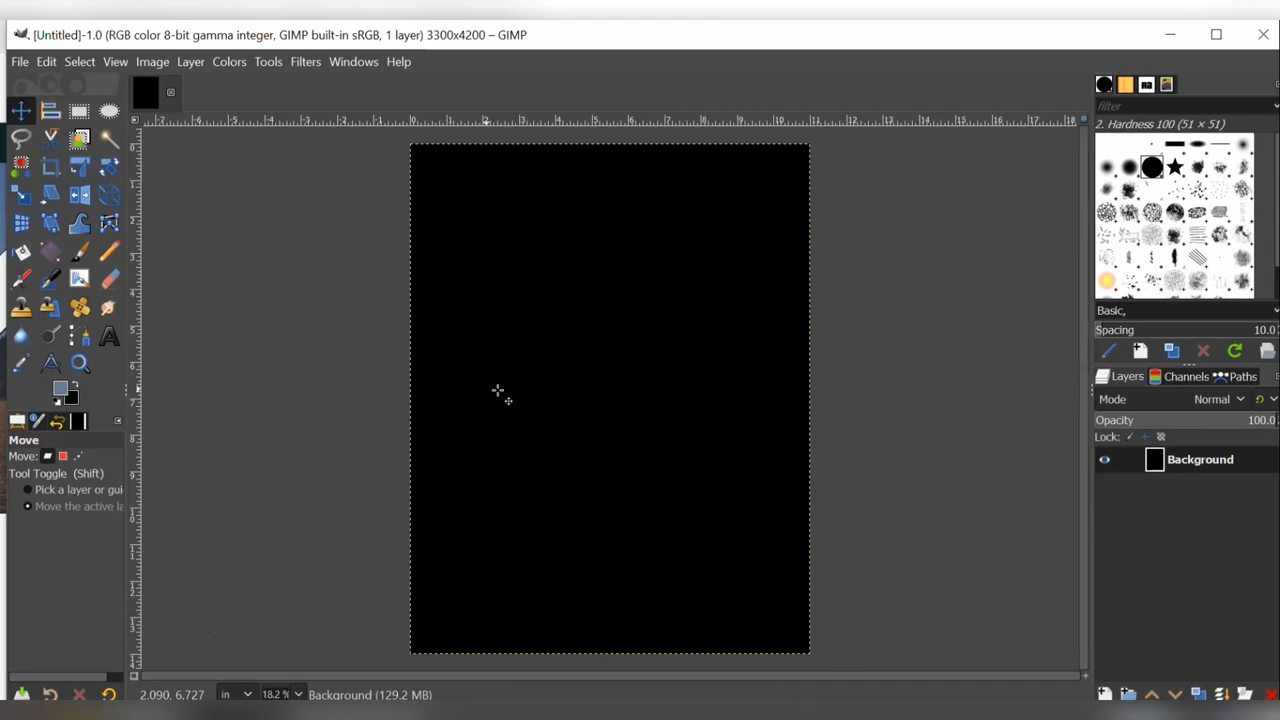 [Untitled]-1.0 (RGB color 8-bit gamma integer, GIMP built-in sRGB, 1 layer) 3300x4200 – GIMP
File Edit Select View Image Layer Colors Tools Filters Windows Help
filter
2. Hardness 100 (51 × 51)
Basic,
Spacing 10.0
Layers Channels Paths
Mode Normal
Opacity 100.0
Lock:
Background
Move
Move:
Tool Toggle (Shift)
Pick a layer or gui
Move the active la
2.090, 6.727 in 18.2 % Background (129.2 MB)